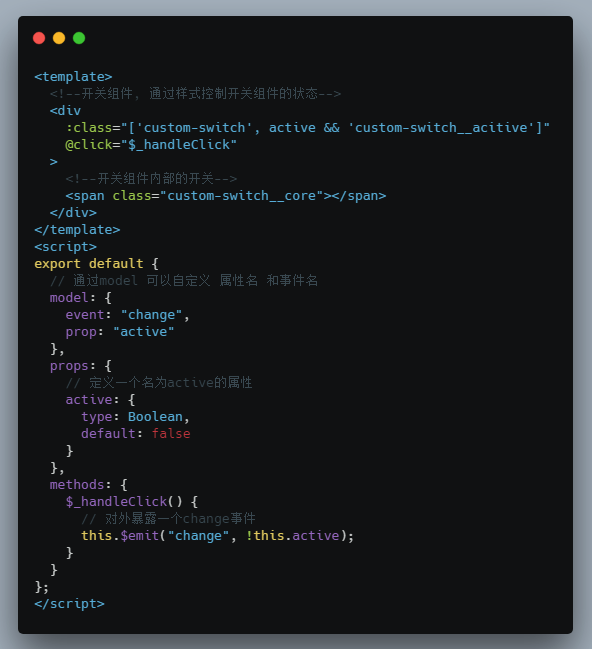 <template>
  <!--开关组件, 通过样式控制开关组件的状态-->
  <div
    :class="['custom-switch', active && 'custom-switch__acitive']"
    @click="$_handleClick"
  >
    <!--开关组件内部的开关-->
    <span class="custom-switch__core"></span>
  </div>
</template>
<script>
export default {
  // 通过model 可以自定义 属性名 和事件名
  model: {
    event: "change",
    prop: "active"
  },
  props: {
    // 定义一个名为active的属性
    active: {
      type: Boolean,
      default: false
    }
  },
  methods: {
    $_handleClick() {
      // 对外暴露一个change事件
      this.$emit("change", !this.active);
    }
  }
};
</script>